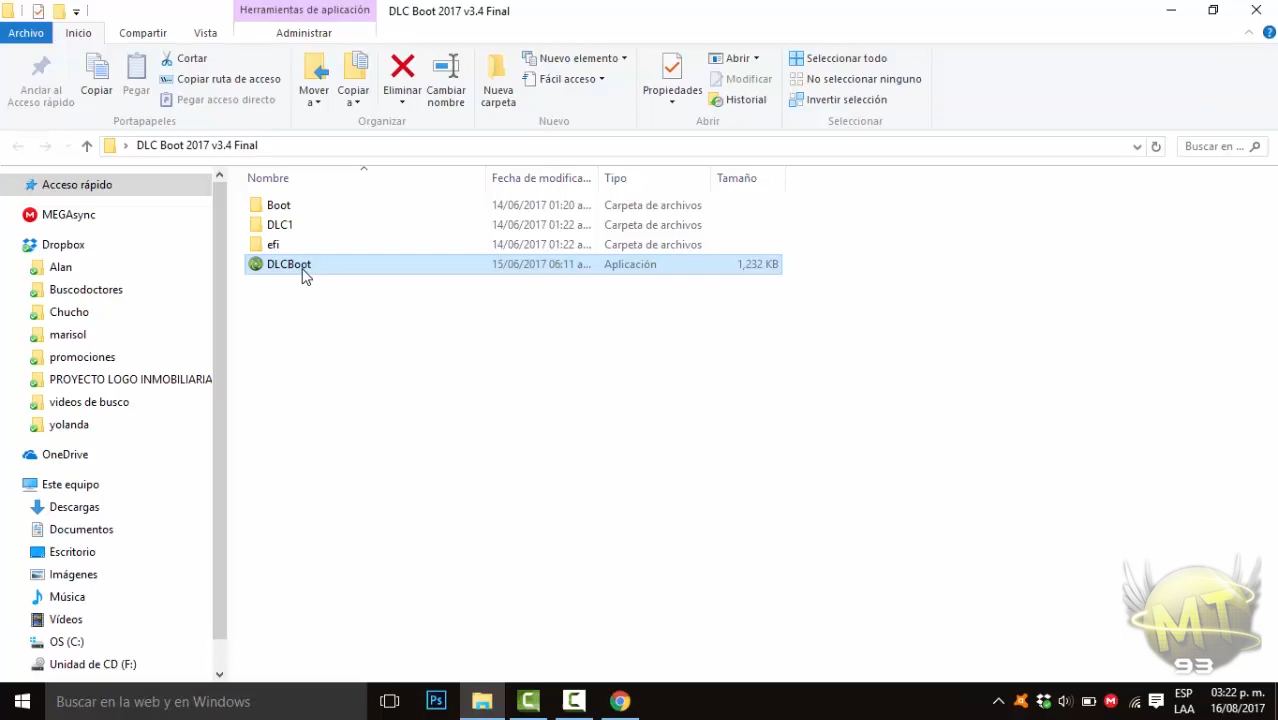 Herramientas de aplicación
DLC Boot 2017 v3.4 Final
Archivo
Inicio
Compartir
Vista
Administrar
Anclar al
Acceso rápido
Copiar
Pegar
Cortar
Copiar ruta de acceso
Pegar acceso directo
Portapapeles
Mover
a
Copiar
a
Eliminar
Cambiar
nombre
Organizar
Nueva
carpeta
Nuevo elemento
Fácil acceso
Nuevo
Propiedades
Abrir
Modificar
Historial
Abrir
Seleccionar todo
No seleccionar ninguno
Invertir selección
Seleccionar
DLC Boot 2017 v3.4 Final
Buscar en ...
Nombre
Fecha de modifica...
Tipo
Tamaño
Boot 14/06/2017 01:20 a... Carpeta de archivos
DLC1 14/06/2017 01:22 a... Carpeta de archivos
efi 14/06/2017 01:22 a... Carpeta de archivos
DLCBoot 15/06/2017 06:11 a... Aplicación 1,232 KB
Acceso rápido
MEGAsync
Dropbox
Alan
Buscodoctores
Chucho
marisol
promociones
PROYECTO LOGO INMOBILIARIA
videos de busco
yolanda
OneDrive
Este equipo
Descargas
Documentos
Escritorio
Imágenes
Música
Vídeos
OS (C:)
Unidad de CD (F:)
MT
93
Buscar en la web y en Windows
Ps
ESP
LAA
03:22 p. m.
16/08/2017